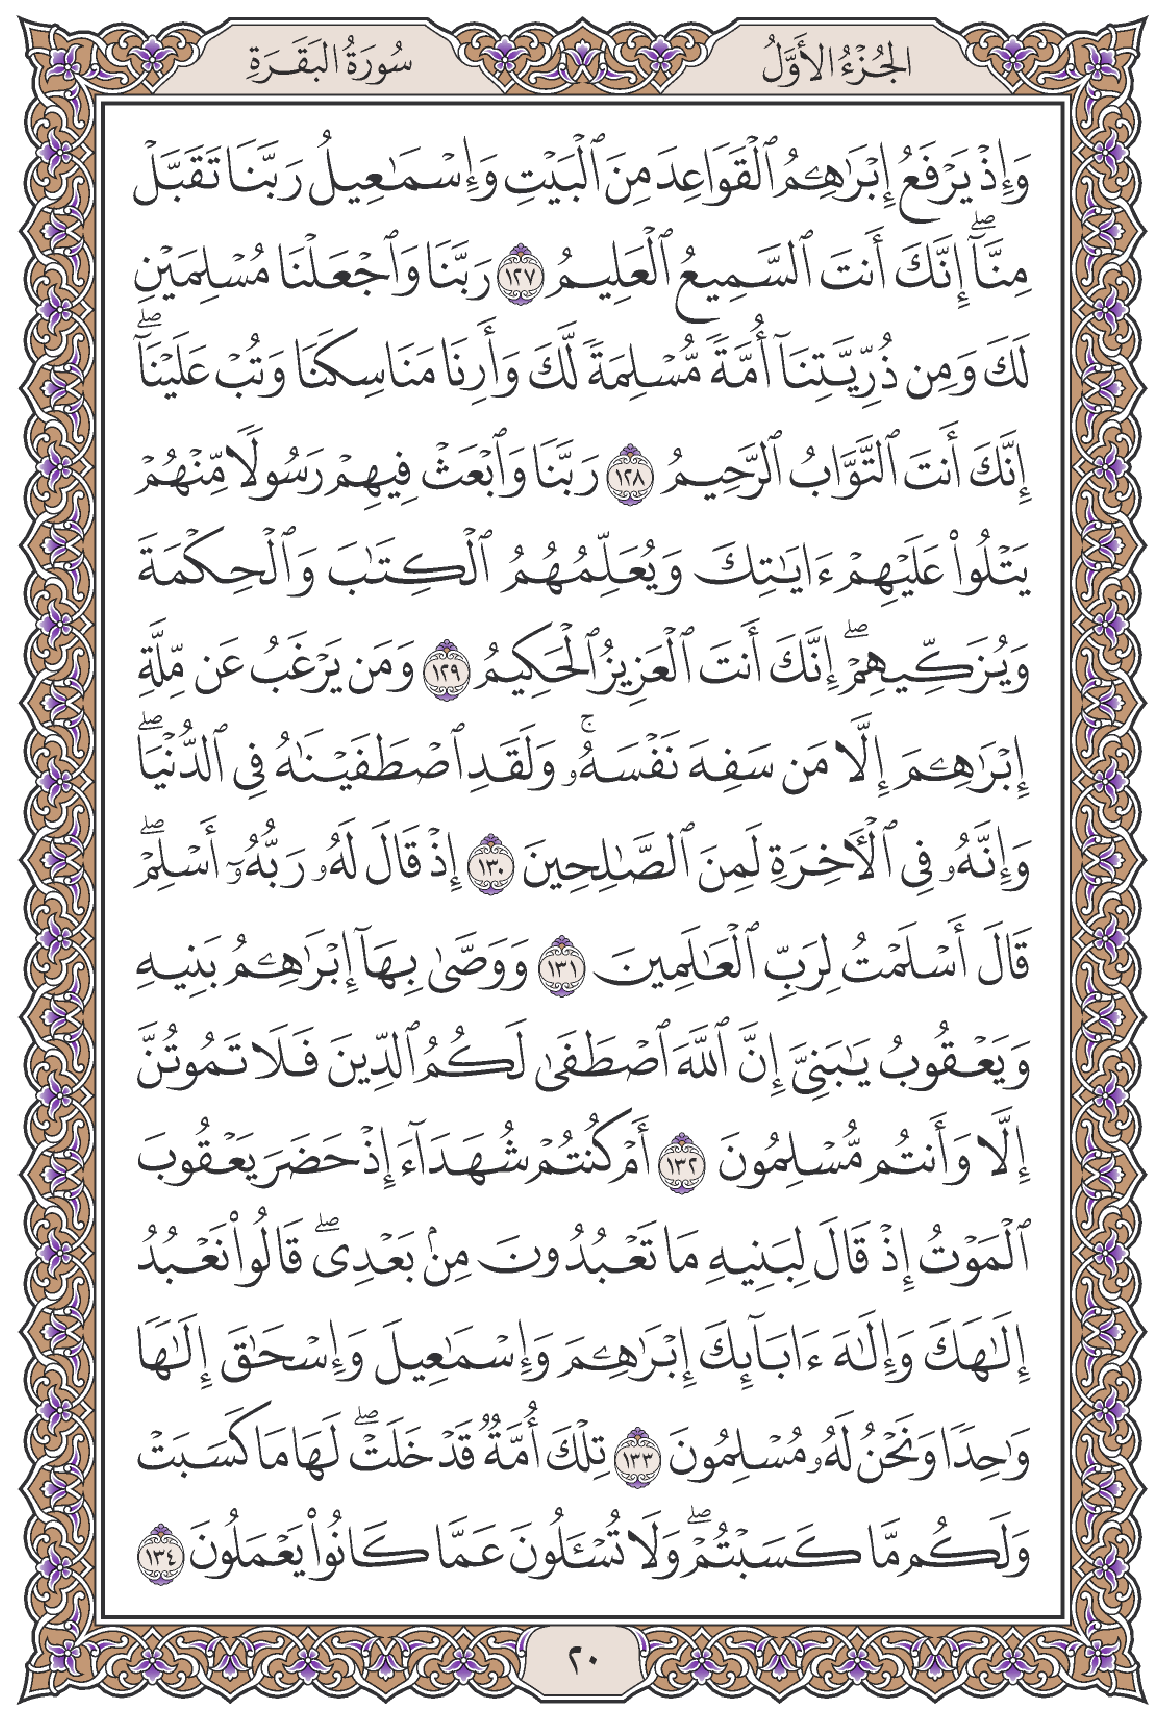 الجُزْءُ الأَوَّلُ
سُورَةُ البَقَرَةِ
وَإِذْ يَرْفَعُ إِبْرَٰهِـۧمُ ٱلْقَوَاعِدَ مِنَ ٱلْبَيْتِ وَإِسْمَـٰعِيلُ رَبَّنَا تَقَبَّلْ
مِنَّآ ۖ إِنَّكَ أَنتَ ٱلسَّمِيعُ ٱلْعَلِيمُ ١٢٧ رَبَّنَا وَٱجْعَلْنَا مُسْلِمَيْنِ
لَكَ وَمِن ذُرِّيَّتِنَآ أُمَّةً مُّسْلِمَةً لَّكَ وَأَرِنَا مَنَاسِكَنَا وَتُبْ عَلَيْنَآ ۖ
إِنَّكَ أَنتَ ٱلتَّوَّابُ ٱلرَّحِيمُ ١٢٨ رَبَّنَا وَٱبْعَثْ فِيهِمْ رَسُولًا مِّنْهُمْ
يَتْلُوا۟ عَلَيْهِمْ ءَايَـٰتِكَ وَيُعَلِّمُهُمُ ٱلْكِتَـٰبَ وَٱلْحِكْمَةَ
وَيُزَكِّيهِمْ ۖ إِنَّكَ أَنتَ ٱلْعَزِيزُ ٱلْحَكِيمُ ١٢٩ وَمَن يَرْغَبُ عَن مِّلَّةِ
إِبْرَٰهِـۧمَ إِلَّا مَن سَفِهَ نَفْسَهُۥ ۚ وَلَقَدِ ٱصْطَفَيْنَـٰهُ فِى ٱلدُّنْيَا ۖ
وَإِنَّهُۥ فِى ٱلْـَٔاخِرَةِ لَمِنَ ٱلصَّـٰلِحِينَ ١٣٠ إِذْ قَالَ لَهُۥ رَبُّهُۥٓ أَسْلِمْ ۖ
قَالَ أَسْلَمْتُ لِرَبِّ ٱلْعَـٰلَمِينَ ١٣١ وَوَصَّىٰ بِهَآ إِبْرَٰهِـۧمُ بَنِيهِ
وَيَعْقُوبُ يَـٰبَنِىَّ إِنَّ ٱللَّهَ ٱصْطَفَىٰ لَكُمُ ٱلدِّينَ فَلَا تَمُوتُنَّ
إِلَّا وَأَنتُم مُّسْلِمُونَ ١٣٢ أَمْ كُنتُمْ شُهَدَآءَ إِذْ حَضَرَ يَعْقُوبَ
ٱلْمَوْتُ إِذْ قَالَ لِبَنِيهِ مَا تَعْبُدُونَ مِنۢ بَعْدِى ۖ قَالُوا۟ نَعْبُدُ
إِلَـٰهَكَ وَإِلَـٰهَ ءَابَآئِكَ إِبْرَٰهِـۧمَ وَإِسْمَـٰعِيلَ وَإِسْحَـٰقَ إِلَـٰهًا
وَٰحِدًا وَنَحْنُ لَهُۥ مُسْلِمُونَ ١٣٣ تِلْكَ أُمَّةٌ قَدْ خَلَتْ ۖ لَهَا مَا كَسَبَتْ
وَلَكُم مَّا كَسَبْتُمْ ۖ وَلَا تُسْـَٔلُونَ عَمَّا كَانُوا۟ يَعْمَلُونَ ١٣٤
٢٠